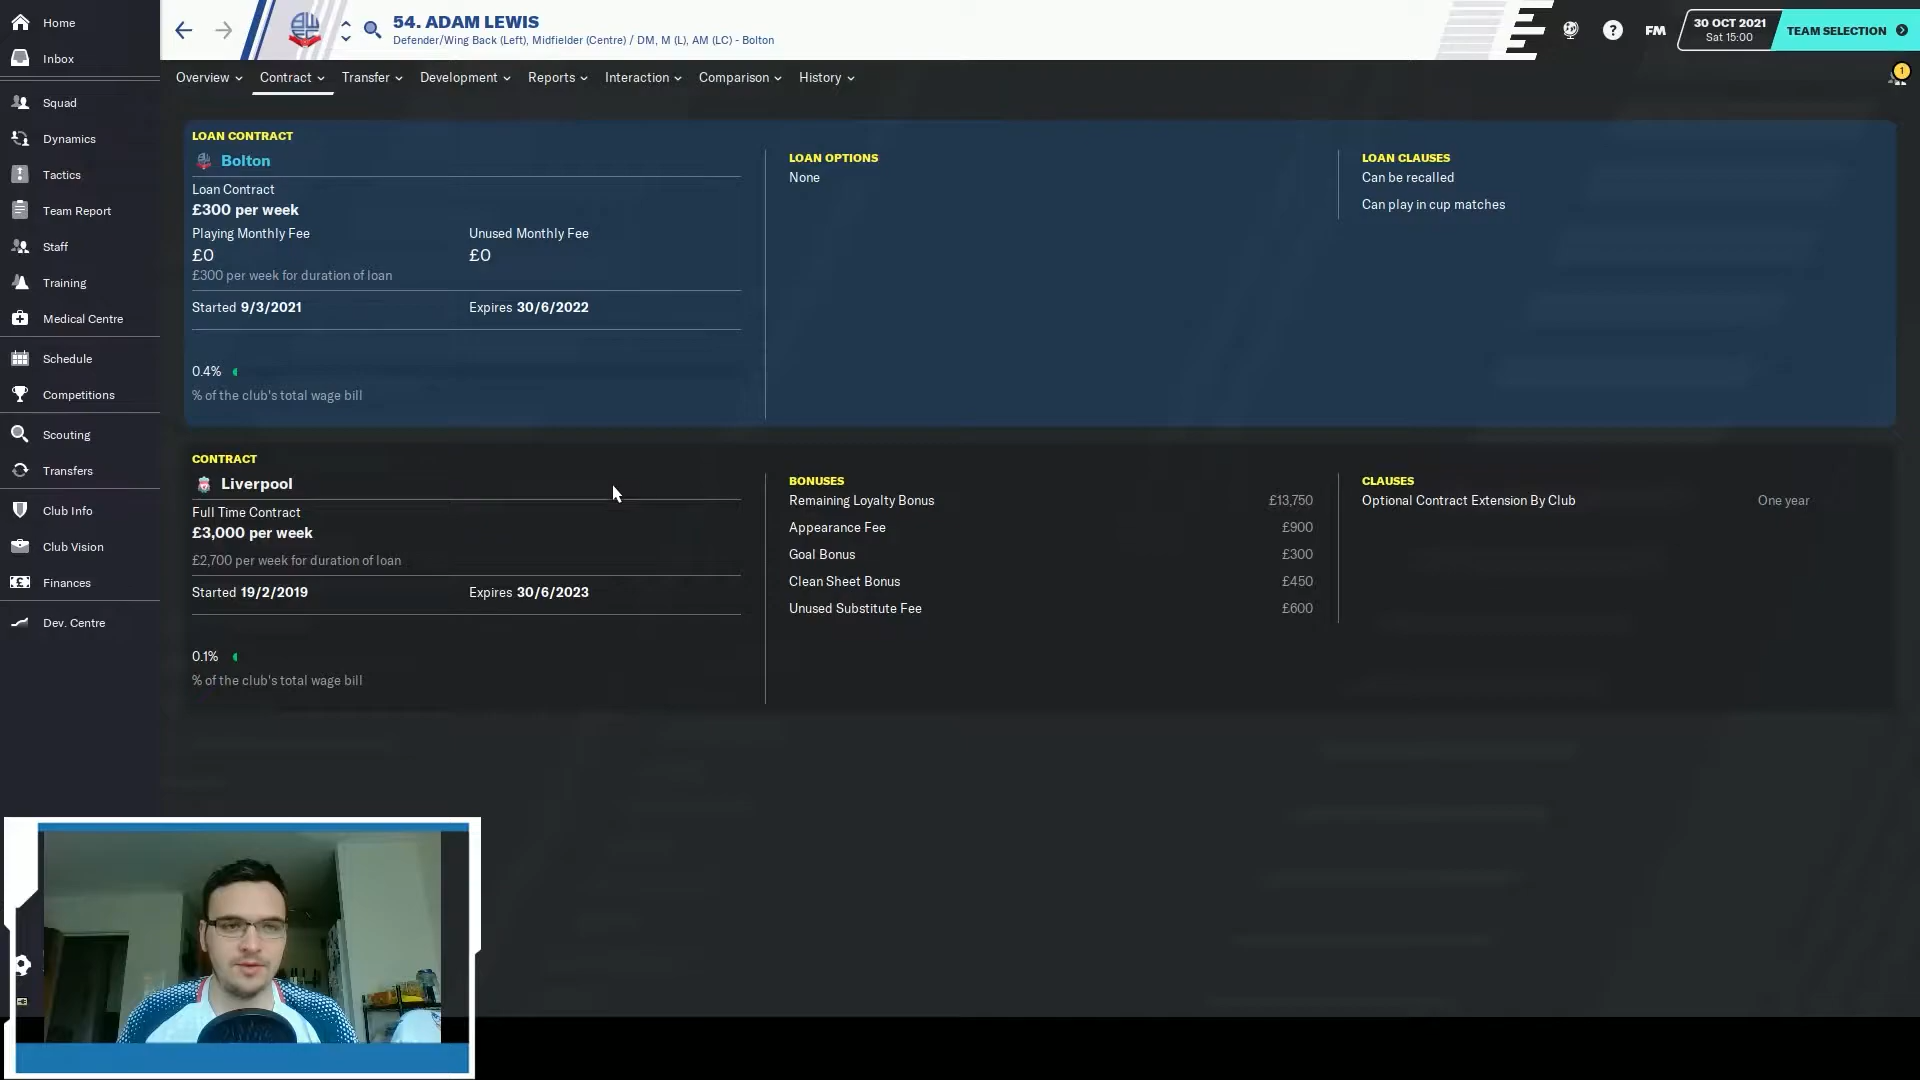 Home
Inbox
Squad
Dynamics
Tactics
Team Report
Staff
Training
Medical Centre
Schedule
Competitions
Scouting
Transfers
Club Info
Club Vision
Finances
Dev. Centre
54. ADAM LEWIS
Defender/Wing Back (Left), Midfielder (Centre) / DM, M (L), AM (LC) - Bolton
? FM
30 OCT 2021
Sat 15:00
TEAM SELECTION
Overview Contract Transfer Development Reports Interaction Comparison History
1
LOAN CONTRACT
Bolton
Loan Contract
£300 per week
Playing Monthly Fee Unused Monthly Fee
£0 £0
£300 per week for duration of loan
Started 9/3/2021 Expires 30/6/2022
0.4%
% of the club's total wage bill
LOAN OPTIONS
None
LOAN CLAUSES
Can be recalled
Can play in cup matches
CONTRACT
Liverpool
Full Time Contract
£3,000 per week
£2,700 per week for duration of loan
Started 19/2/2019 Expires 30/6/2023
0.1%
% of the club's total wage bill
BONUSES
Remaining Loyalty Bonus £13,750
Appearance Fee £900
Goal Bonus £300
Clean Sheet Bonus £450
Unused Substitute Fee £600
CLAUSES
Optional Contract Extension By Club One year